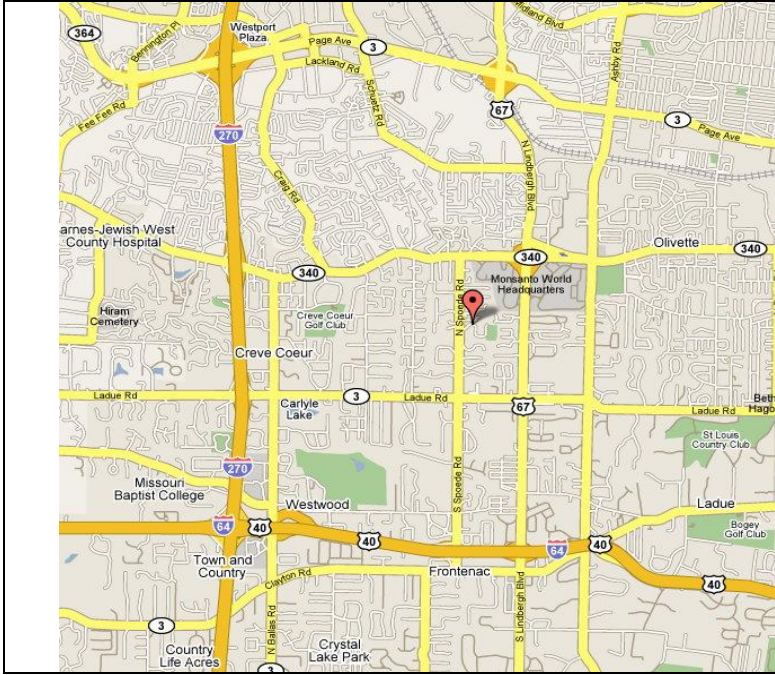 Midland Blvd
364
Bennington Pl
Westport
Plaza
Page Ave
3
Lackland Rd
Ashby Rd
Schuetz Rd
67
Fee Fee Rd
270
3
Page Ave
N Lindbergh Blvd
Craig Rd
arnes-Jewish West
County Hospital
Olivette
340
340
340
Monsanto World
Headquarters
N Spoede Rd
Hiram
Cemetery
Creve Coeur
Golf Club
Creve Coeur
Ladue Rd
3
Ladue Rd
Carlyle
Lake
67
Ladue Rd
Beth
Hago
St Louis
Country Club
270
S Spoede Rd
Missouri
Baptist College
Westwood
Ladue
64
40
40
64
40
Bogey
Golf Club
Town and
Country
Clayton Rd
Frontenac
40
N Ballas Rd
S Lindbergh Blvd
3
Country
Life Acres
Crystal
Lake Park
3